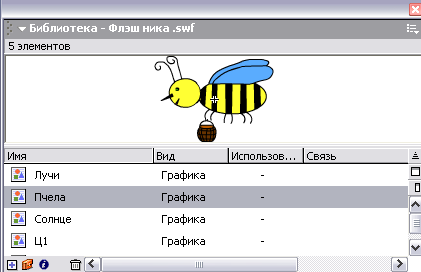 Библиотека - Флэш ника .swf
5 элементов
Имя Вид Использов... Связь
Лучи Графика -
Пчела Графика -
Солнце Графика -
Ц1 Графика -